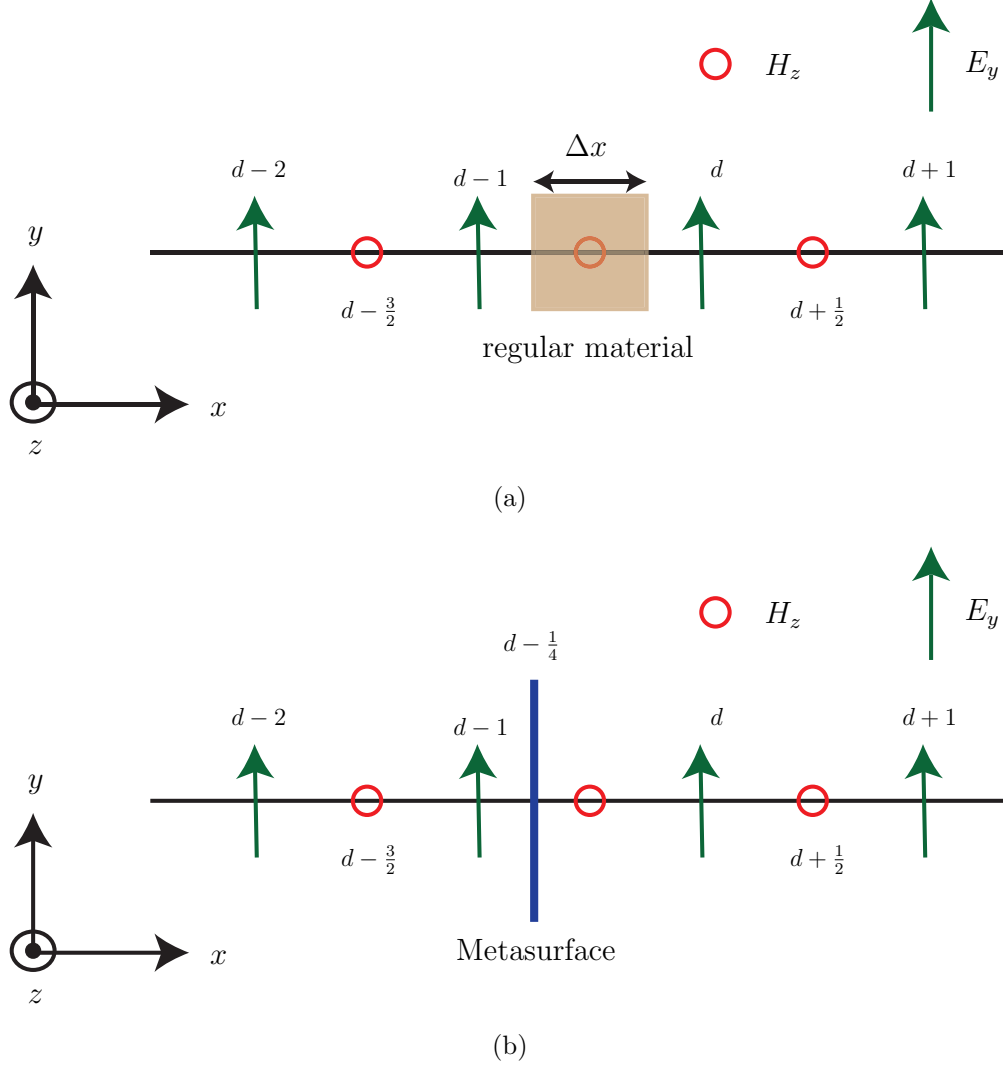 H_z E_y
Δx
d − 2 d − 1 d d + 1
y
d − 3/2 d + 1/2
regular material
x
z
(a)
H_z E_y
d − 1/4
d − 2 d − 1 d d + 1
y
d − 3/2 d + 1/2
Metasurface
x
z
(b)